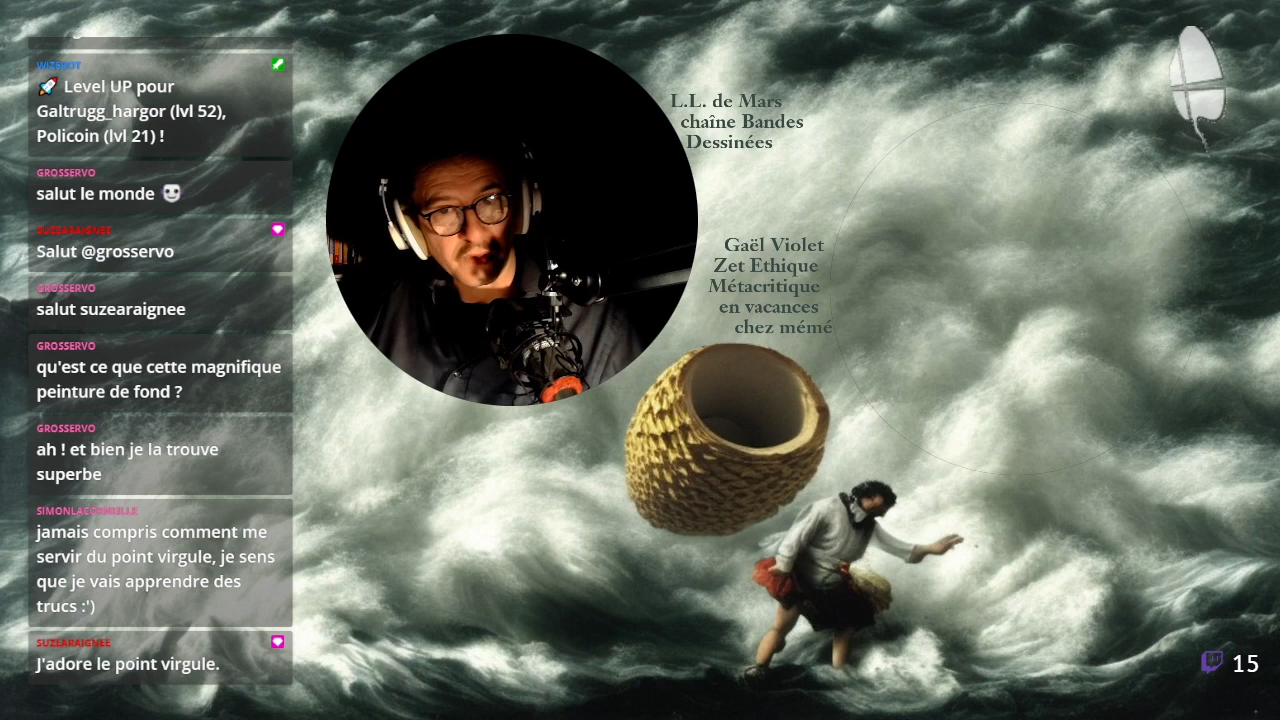 WIZEBOT
🚀 Level UP pour
Galtrugg_hargor (lvl 52),
Policoin (lvl 21) !
GROSSERVO
salut le monde
SUZEARAIGNEE
Salut @grosservo
GROSSERVO
salut suzearaignee
GROSSERVO
qu'est ce que cette magnifique
peinture de fond ?
GROSSERVO
ah ! et bien je la trouve
superbe
SIMONLACORNIELLE
jamais compris comment me
servir du point virgule, je sens
que je vais apprendre des
trucs :')
SUZEARAIGNEE
J'adore le point virgule.
L.L. de Mars
chaîne Bandes
Dessinées
Gaël Violet
Zet Ethique
Métacritique
en vacances
chez mémé
15